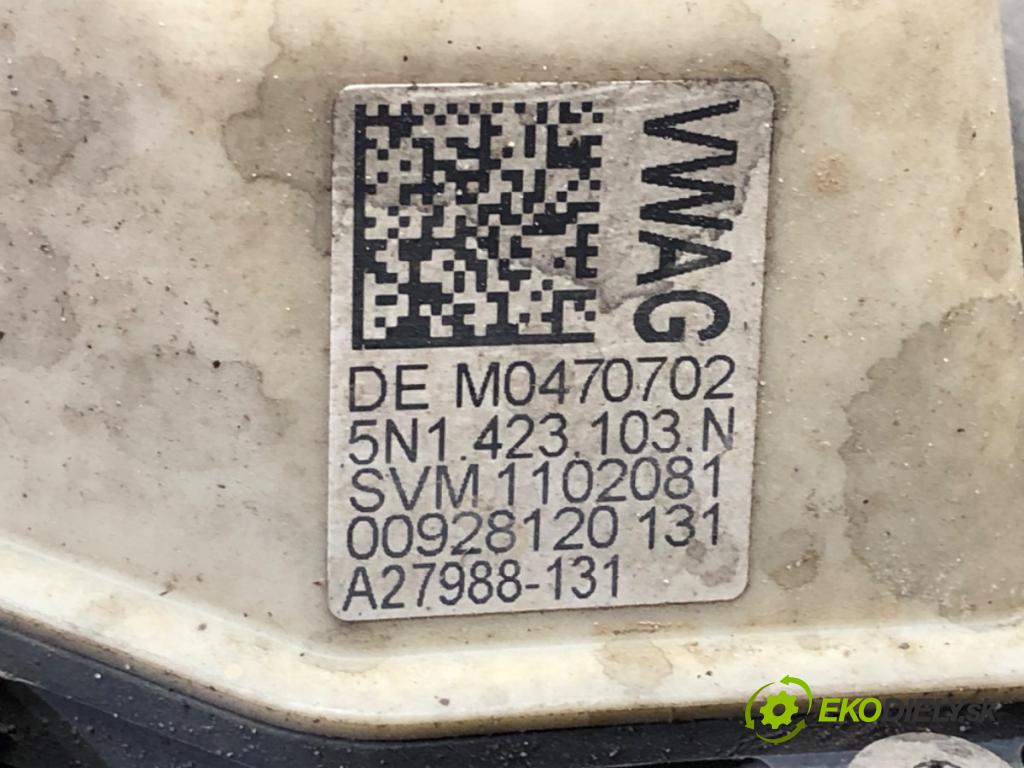 VWAG
DE M0470702
5N1.423.103.N
SVM 1102081
00928120 131
A27988-131
EKODIELY.SK